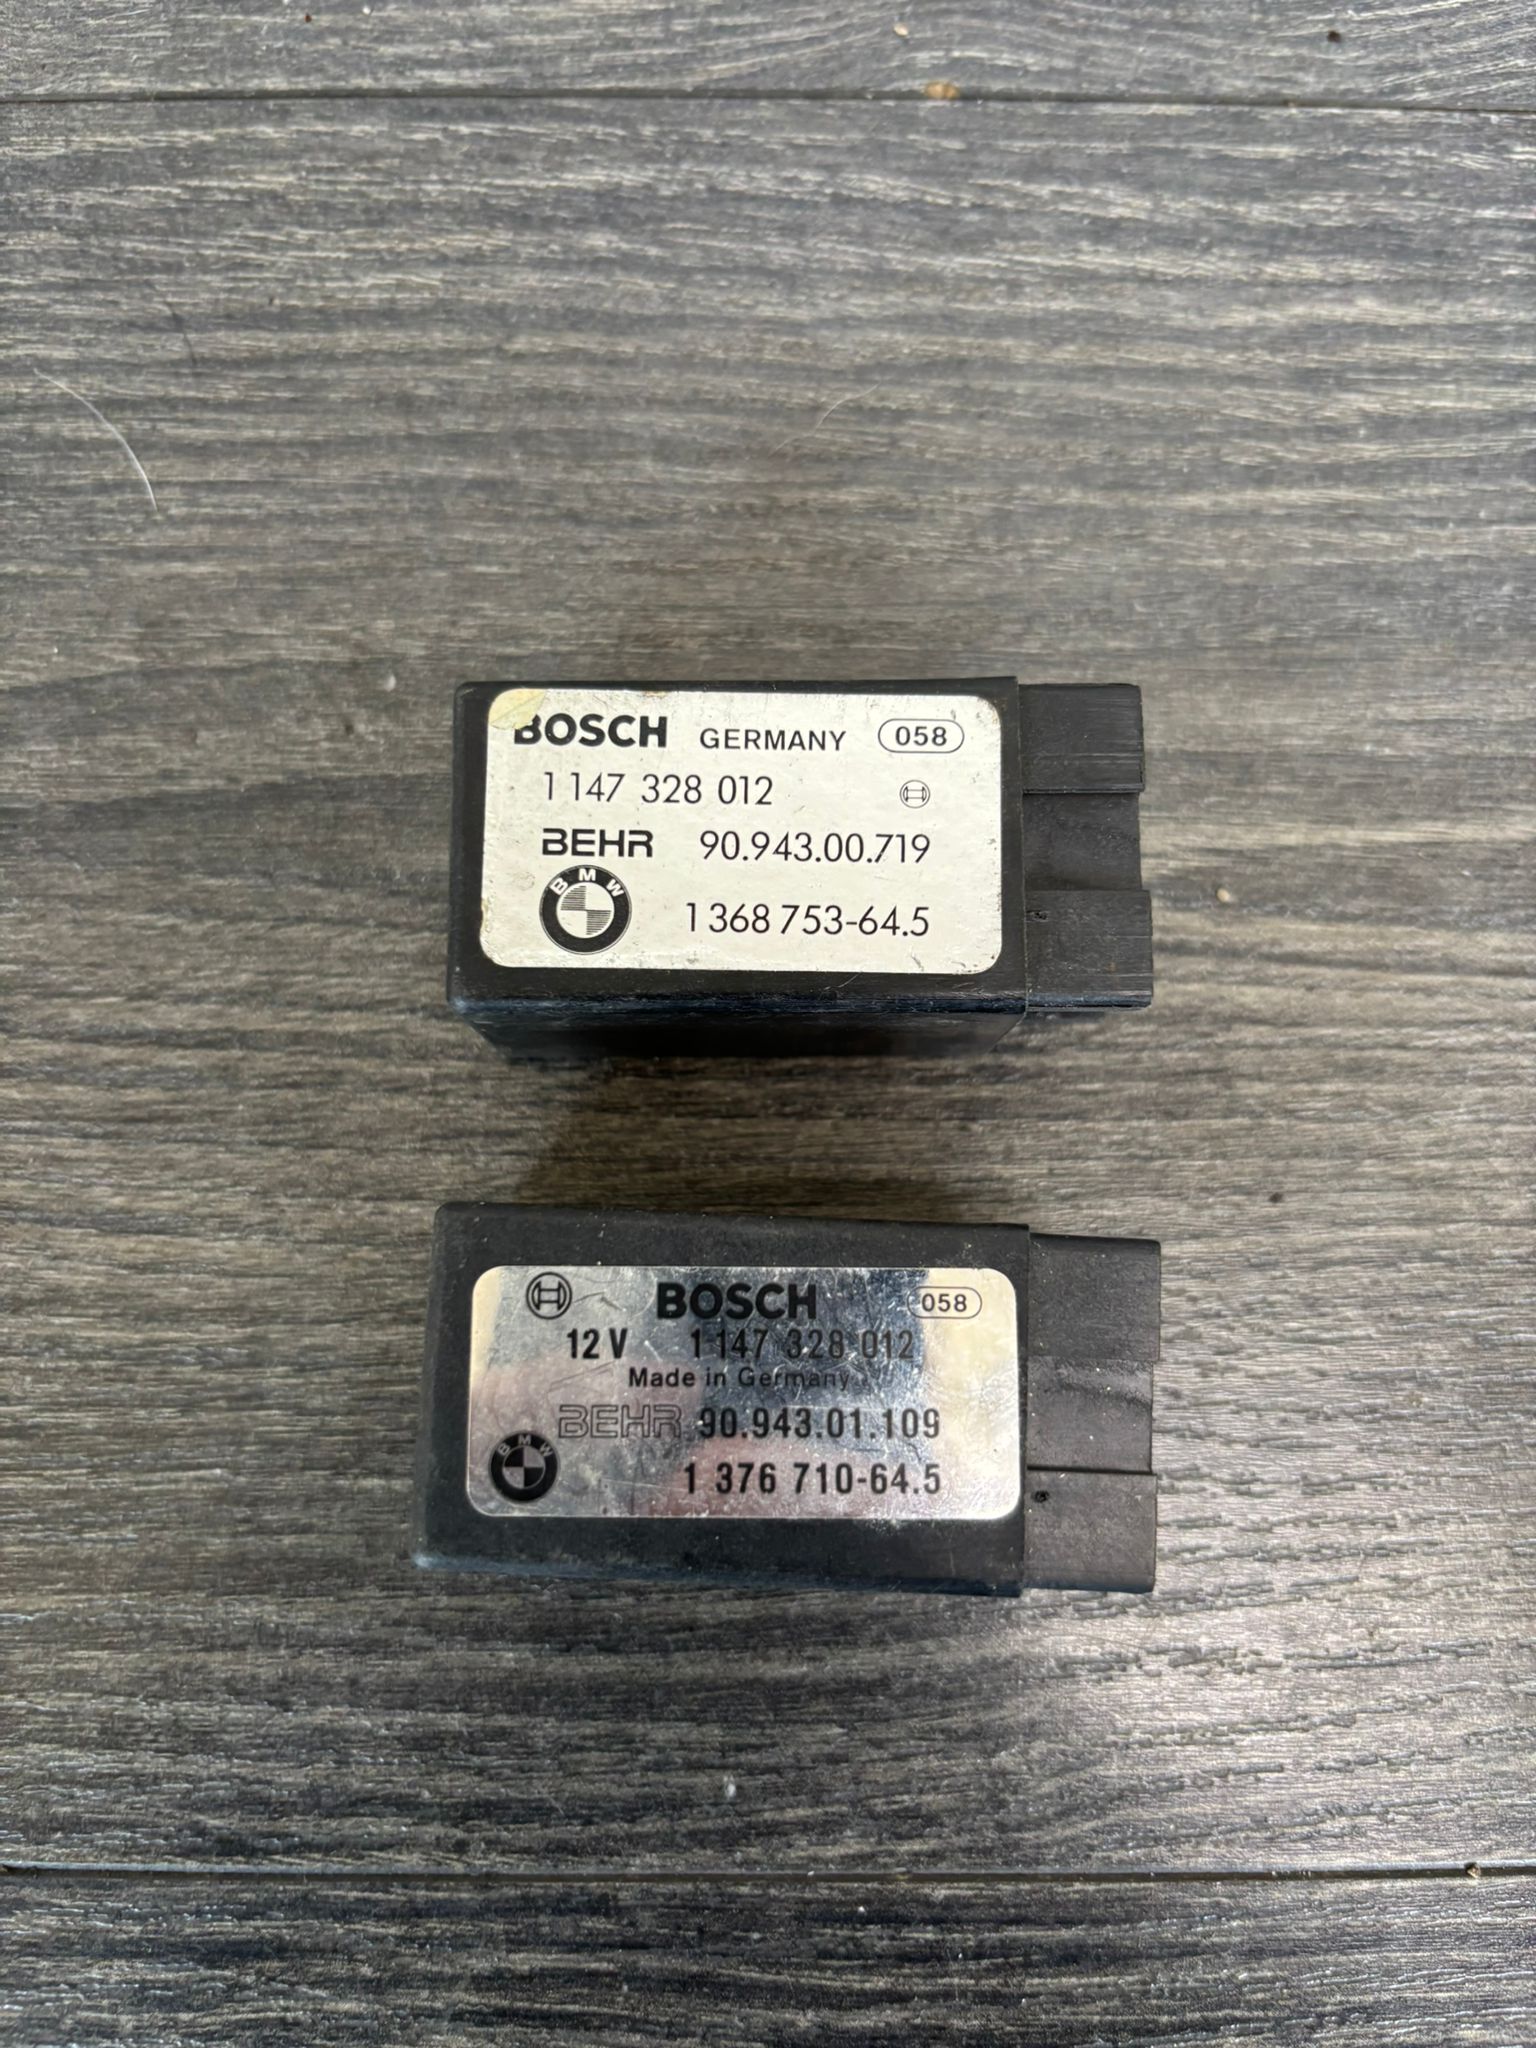 BOSCH GERMANY 058
1 147 328 012
BEHR 90.943.00.719
BMW
1 368 753-64.5
BOSCH 058
12 V 1 147 328 012
Made in Germany
BEHR 90.943.01.109
BMW
1 376 710-64.5